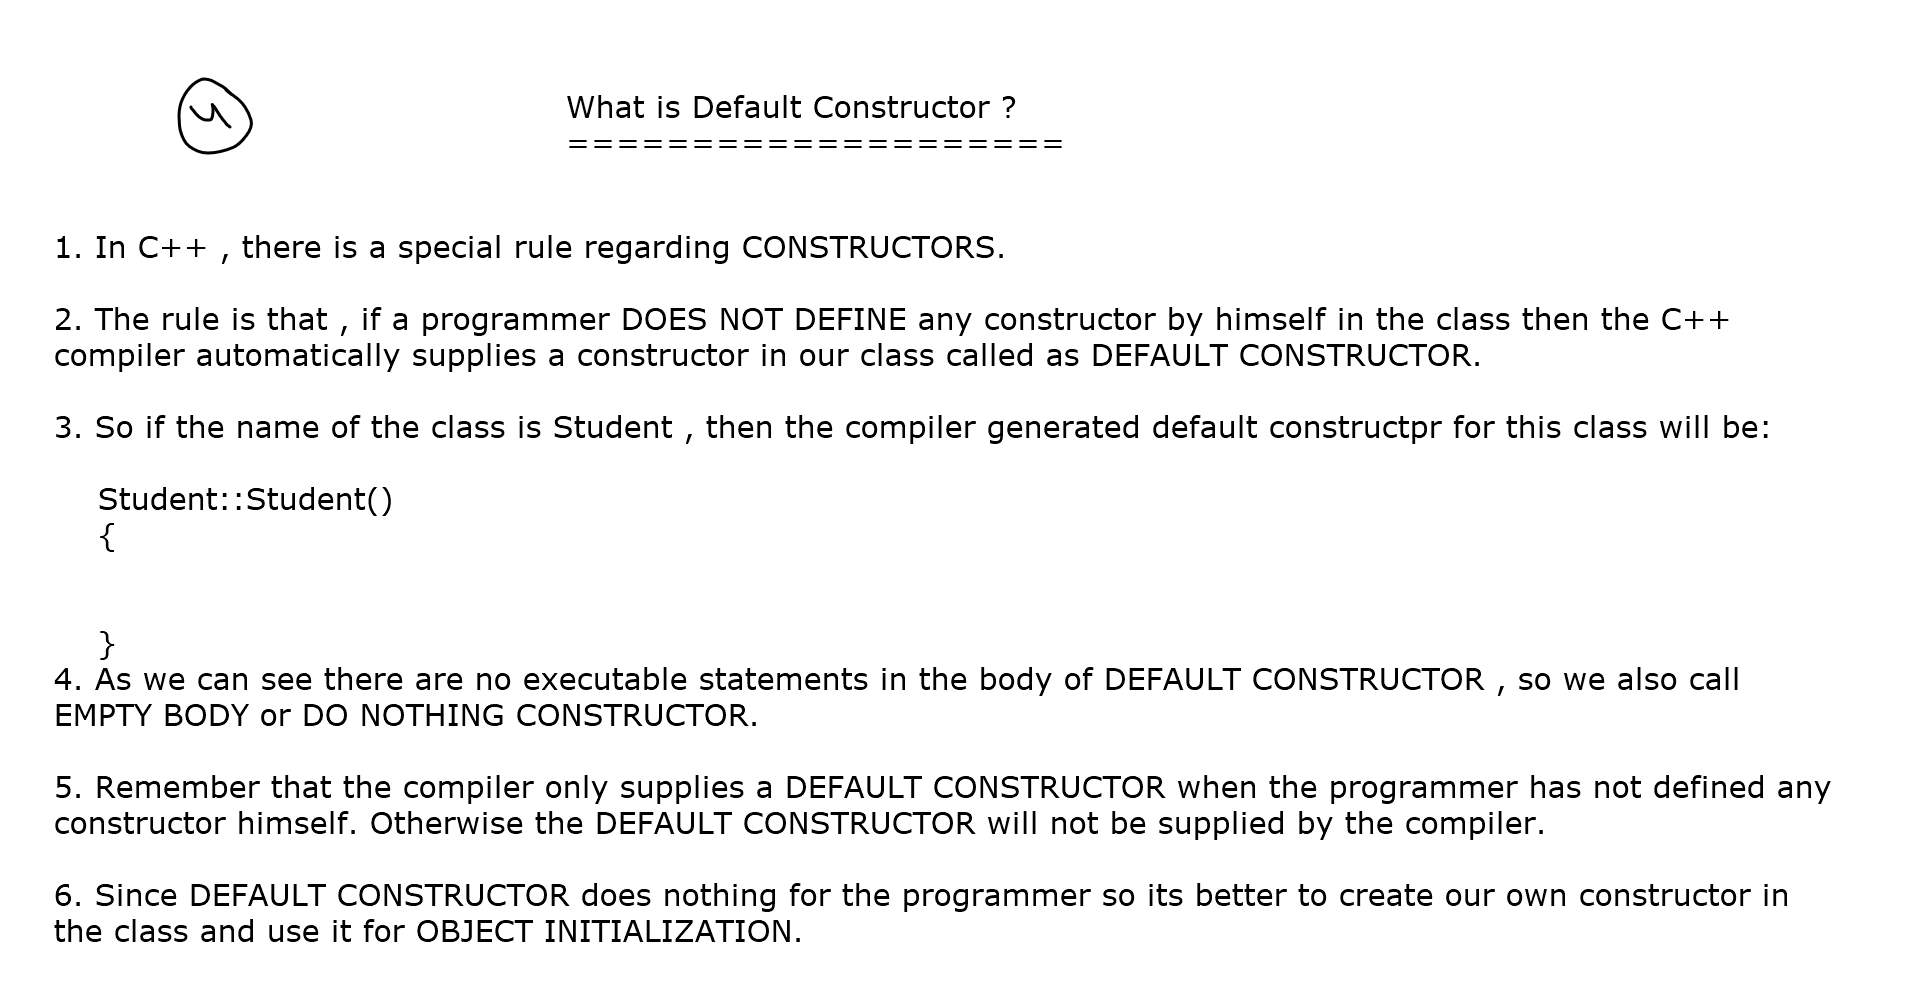 What is Default Constructor ?
====================
1. In C++ , there is a special rule regarding CONSTRUCTORS.
2. The rule is that , if a programmer DOES NOT DEFINE any constructor by himself in the class then the C++
compiler automatically supplies a constructor in our class called as DEFAULT CONSTRUCTOR.
3. So if the name of the class is Student , then the compiler generated default constructpr for this class will be:
Student::Student()
{
}
4. As we can see there are no executable statements in the body of DEFAULT CONSTRUCTOR , so we also call
EMPTY BODY or DO NOTHING CONSTRUCTOR.
5. Remember that the compiler only supplies a DEFAULT CONSTRUCTOR when the programmer has not defined any
constructor himself. Otherwise the DEFAULT CONSTRUCTOR will not be supplied by the compiler.
6. Since DEFAULT CONSTRUCTOR does nothing for the programmer so its better to create our own constructor in
the class and use it for OBJECT INITIALIZATION.